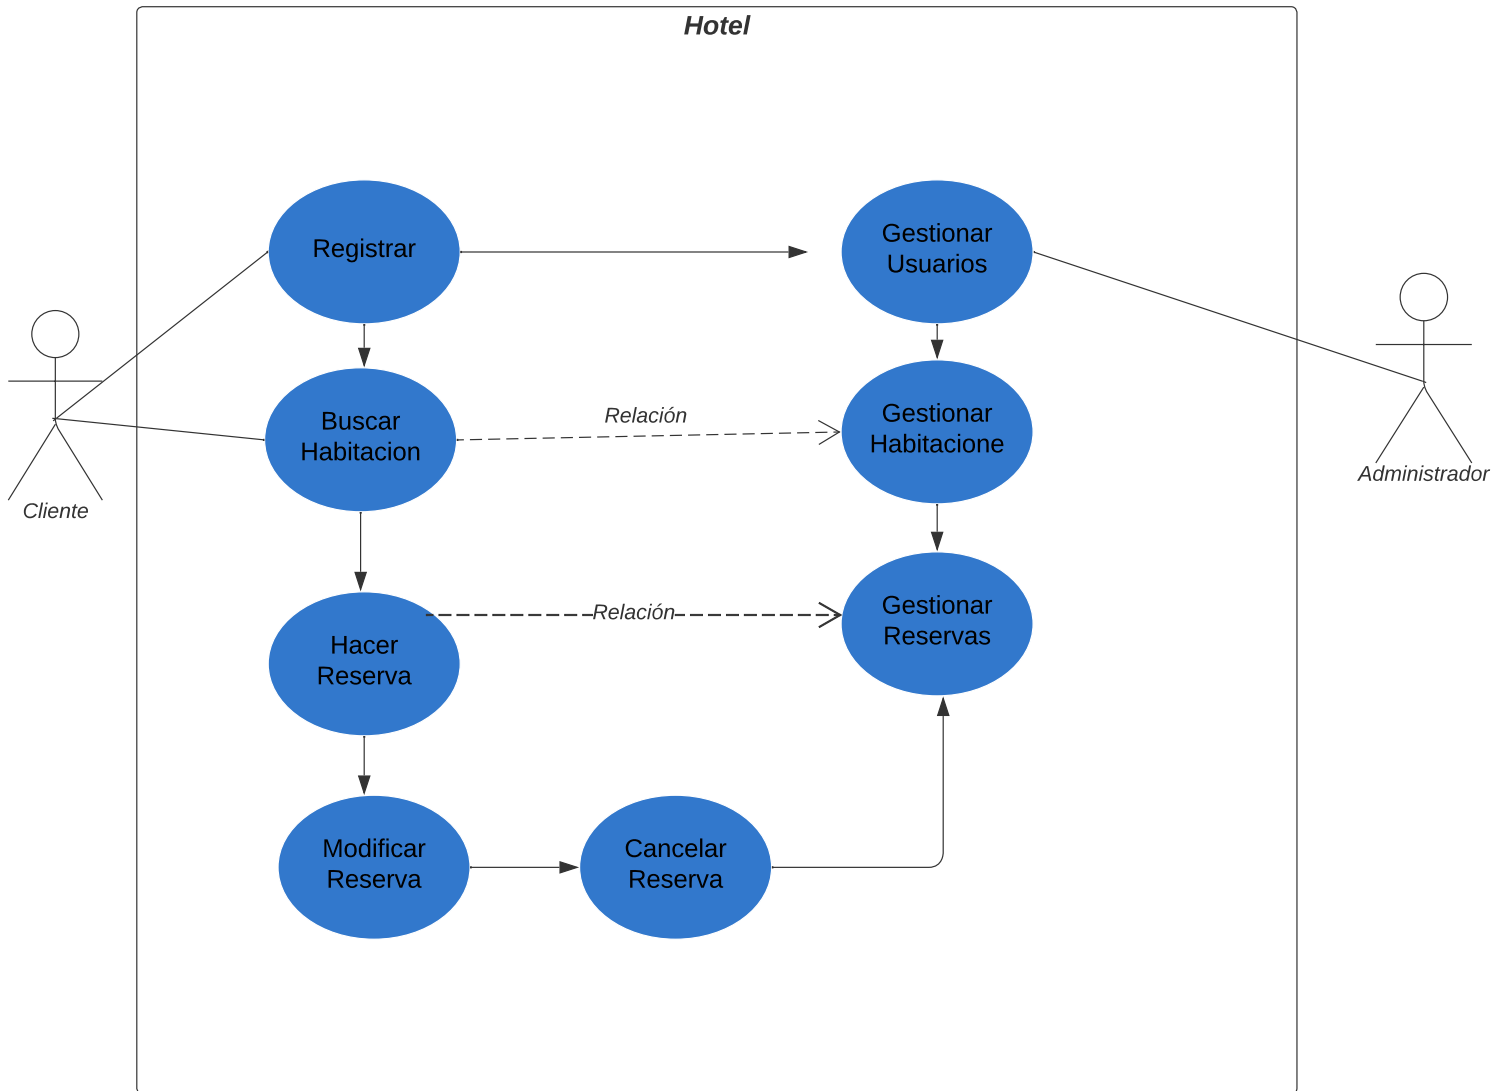 Hotel
Registrar
Gestionar
Usuarios
Buscar
Habitacion
Relación
Gestionar
Habitacione
Cliente
Administrador
Hacer
Reserva
Relación
Gestionar
Reservas
Modificar
Reserva
Cancelar
Reserva